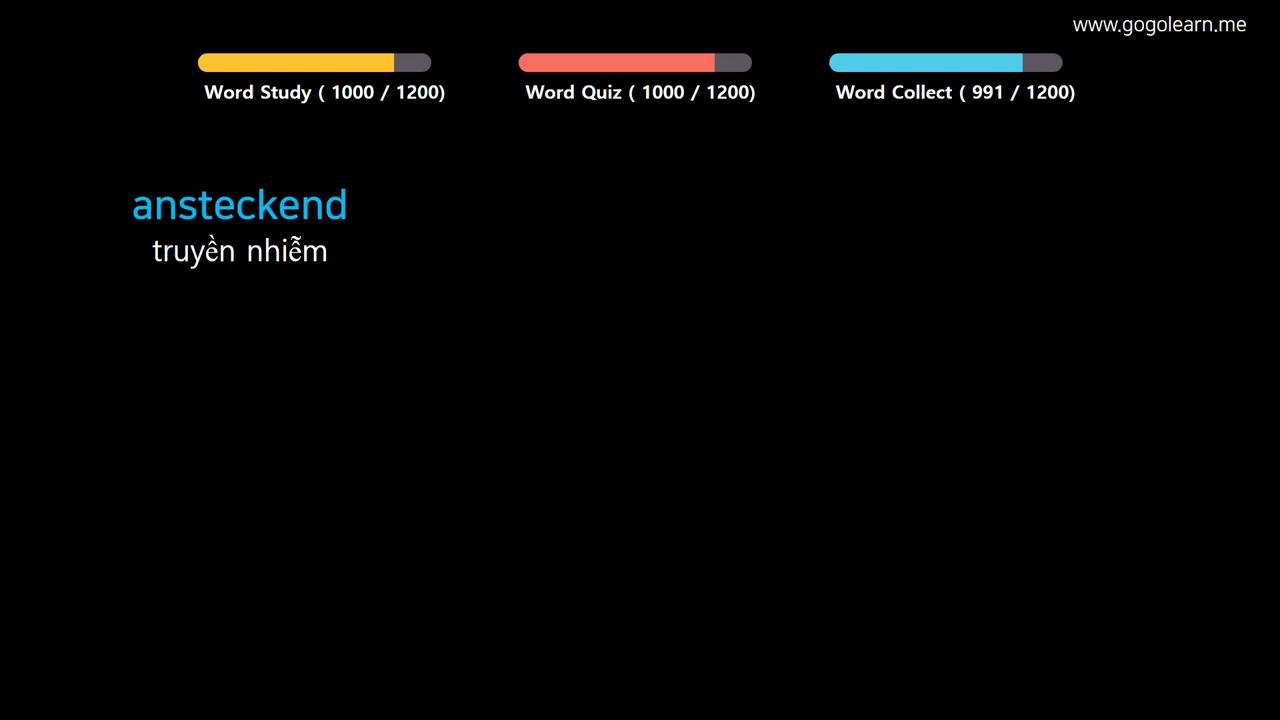 www.gogolearn.me
Word Study ( 1000 / 1200)
Word Quiz ( 1000 / 1200)
Word Collect ( 991 / 1200)
ansteckend
truyền nhiễm